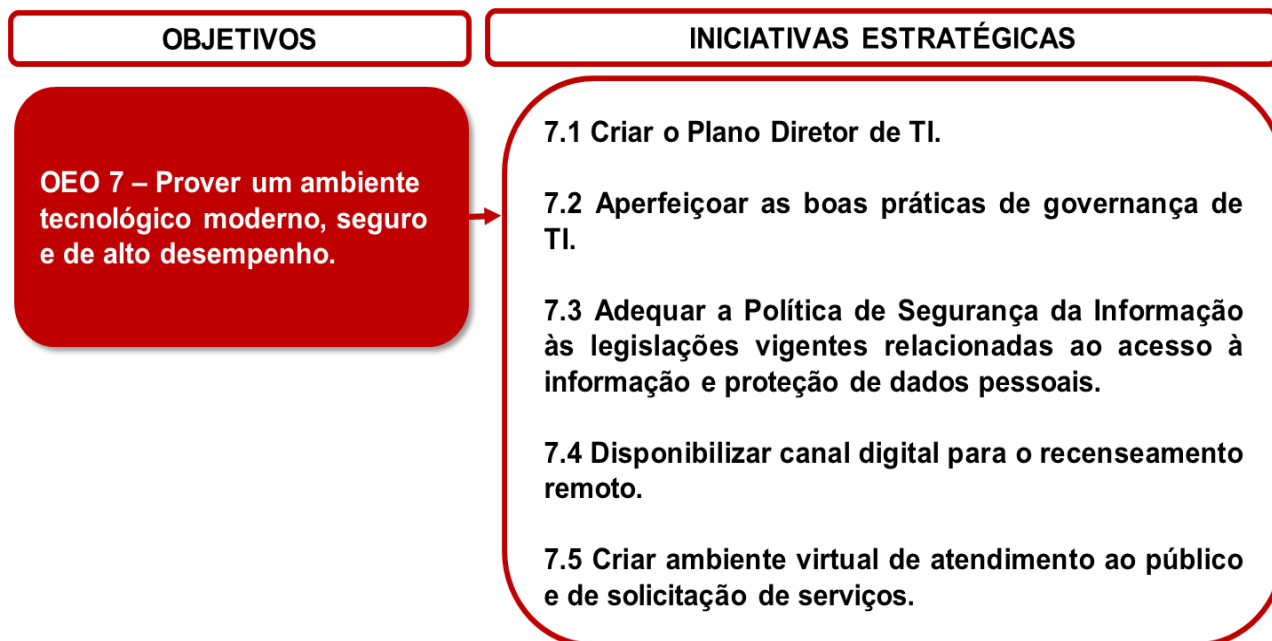 OBJETIVOS
INICIATIVAS ESTRATÉGICAS
OEO 7 – Prover um ambiente
tecnológico moderno, seguro
e de alto desempenho.
7.1 Criar o Plano Diretor de TI.
7.2 Aperfeiçoar as boas práticas de governança de
TI.
7.3 Adequar a Política de Segurança da Informação
às legislações vigentes relacionadas ao acesso à
informação e proteção de dados pessoais.
7.4 Disponibilizar canal digital para o recenseamento
remoto.
7.5 Criar ambiente virtual de atendimento ao público
e de solicitação de serviços.